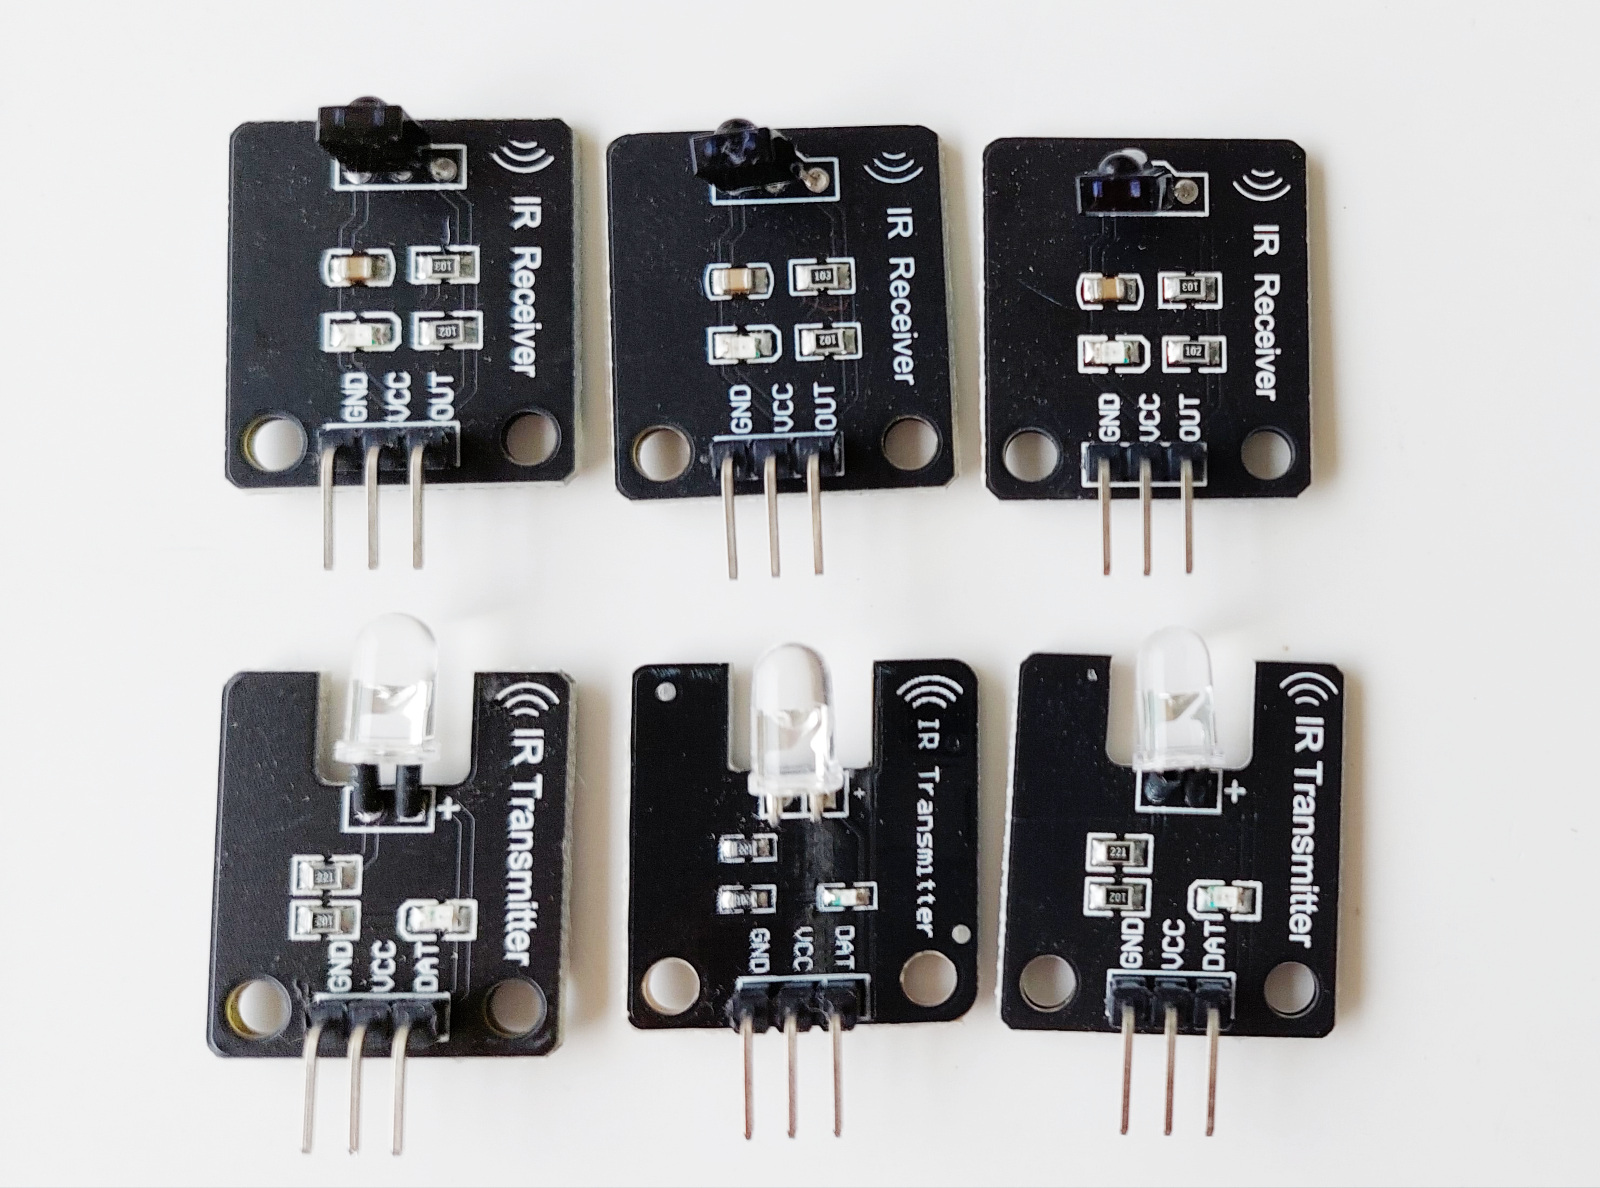 IR Receiver
103
102
GND
VCC
OUT
IR Receiver
103
102
GND
VCC
OUT
IR Receiver
103
102
GND
VCC
OUT
+
IR Transmitter
221
102
GND
VCC
DAT
+
IR Transmitter
221
GND
VCC
DAT
+
IR Transmitter
221
102
GND
VCC
DAT